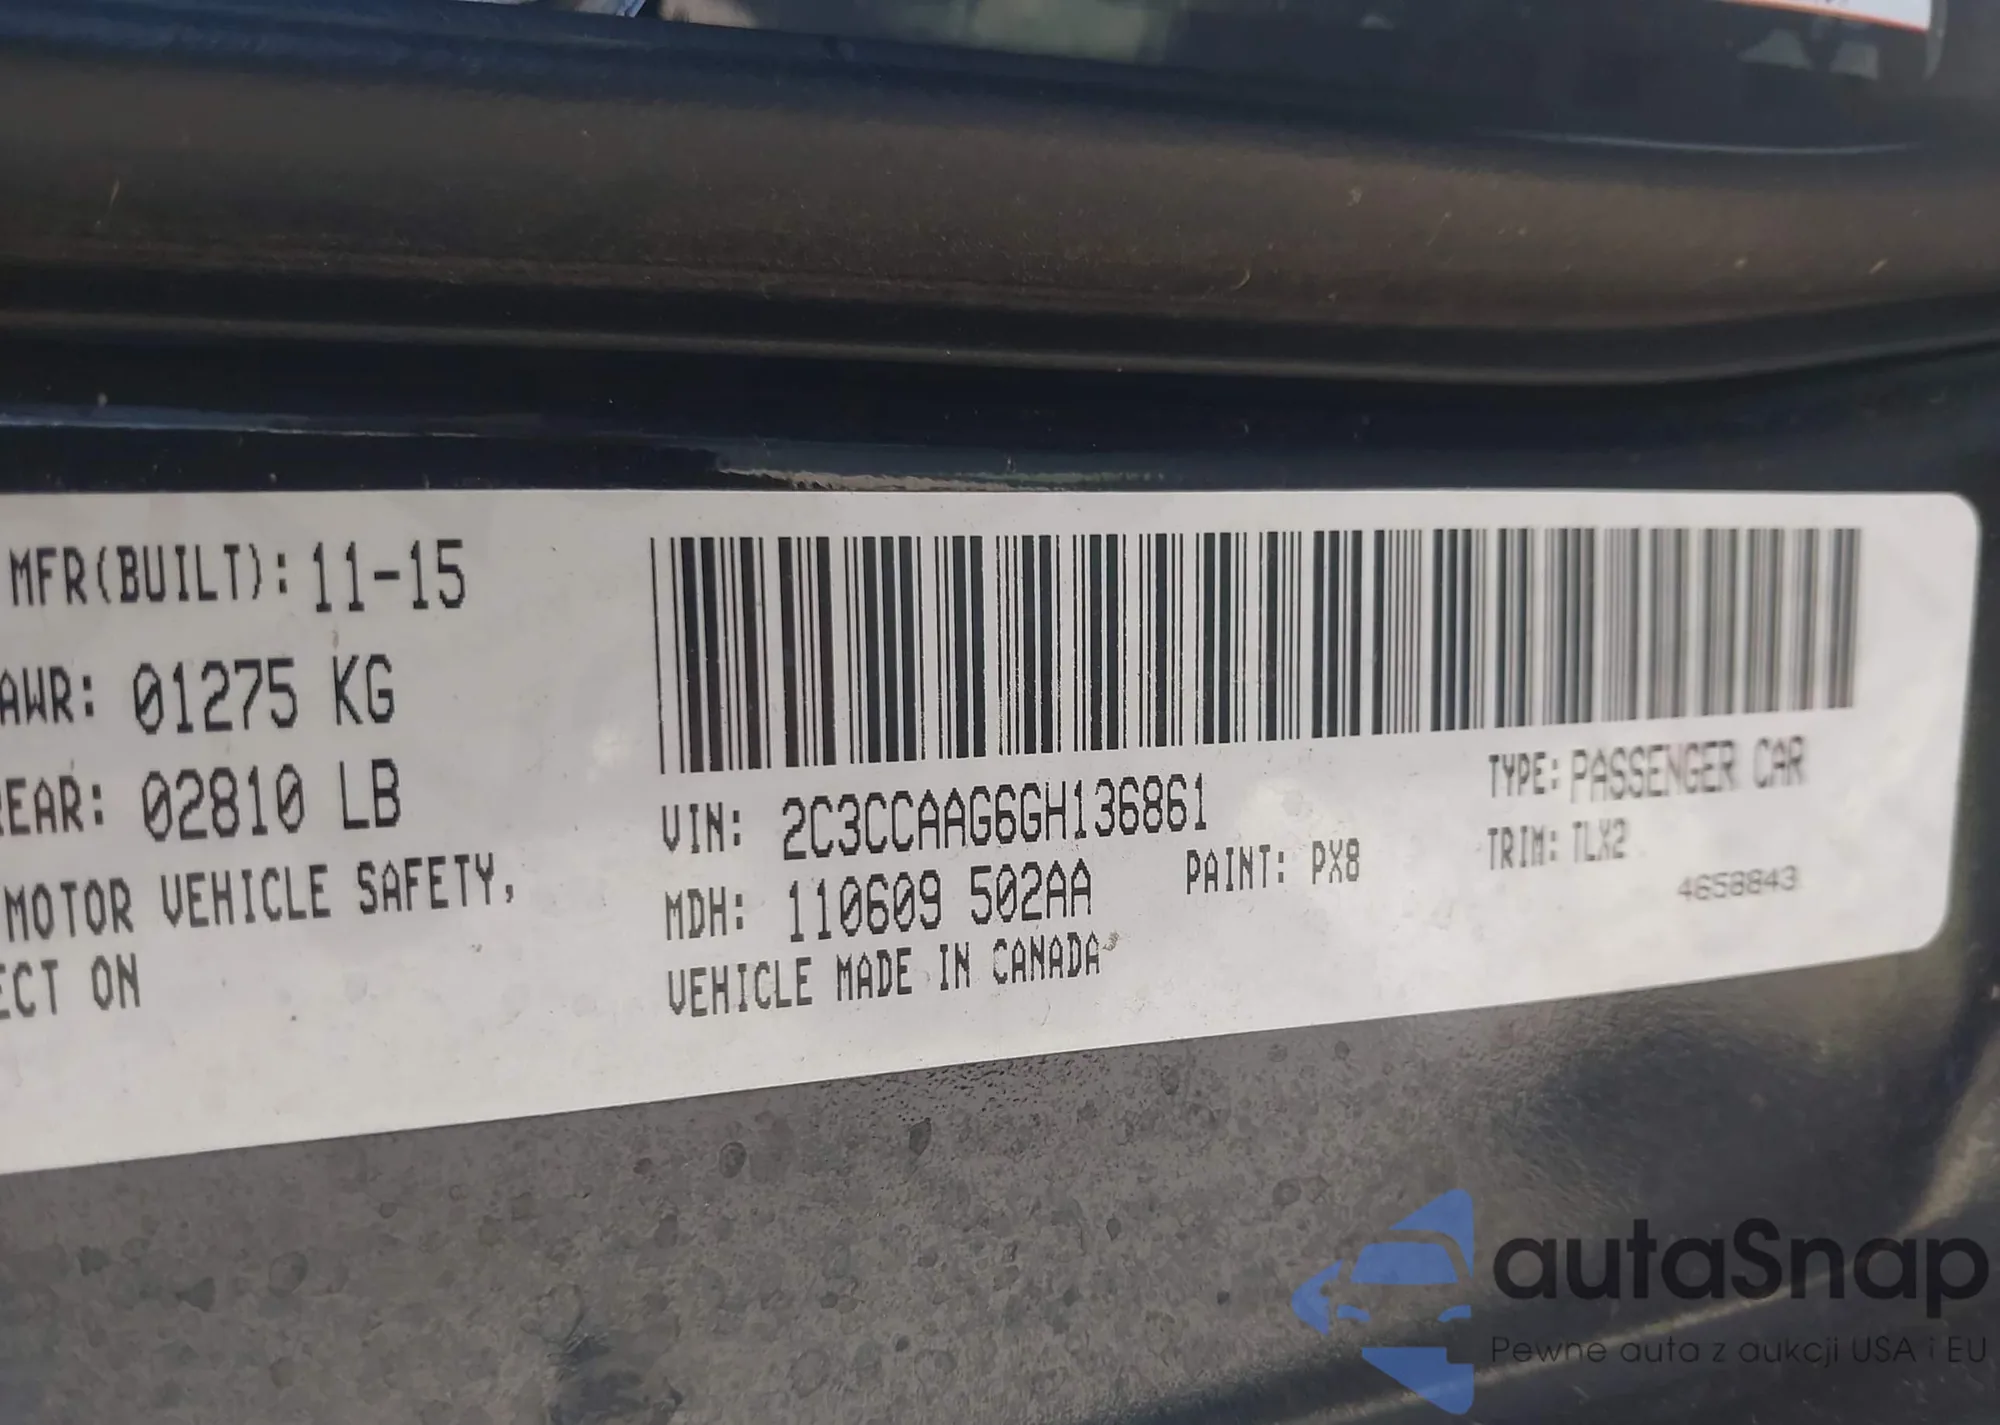 MFR(BUILT): 11-15
AWR: 01275 KG
REAR: 02810 LB
MOTOR VEHICLE SAFETY,
ECT ON
VIN: 2C3CCAAG6GH136861
MDH: 110609 502AA
VEHICLE MADE IN CANADA
PAINT: PX8
TYPE: PASSENGER CAR
TRIM: TLX2
4658843
autaSnap
Pewne auta z aukcji USA i EU